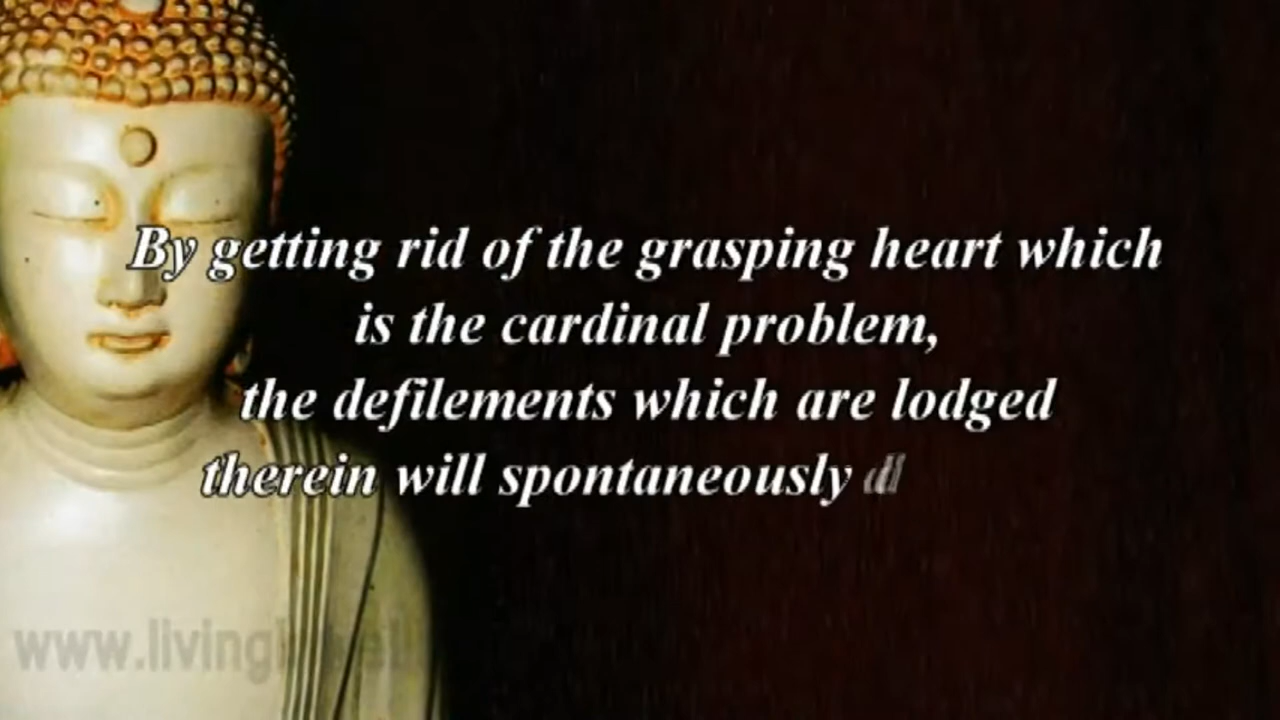 By getting rid of the grasping heart which
is the cardinal problem,
the defilements which are lodged
therein will spontaneously